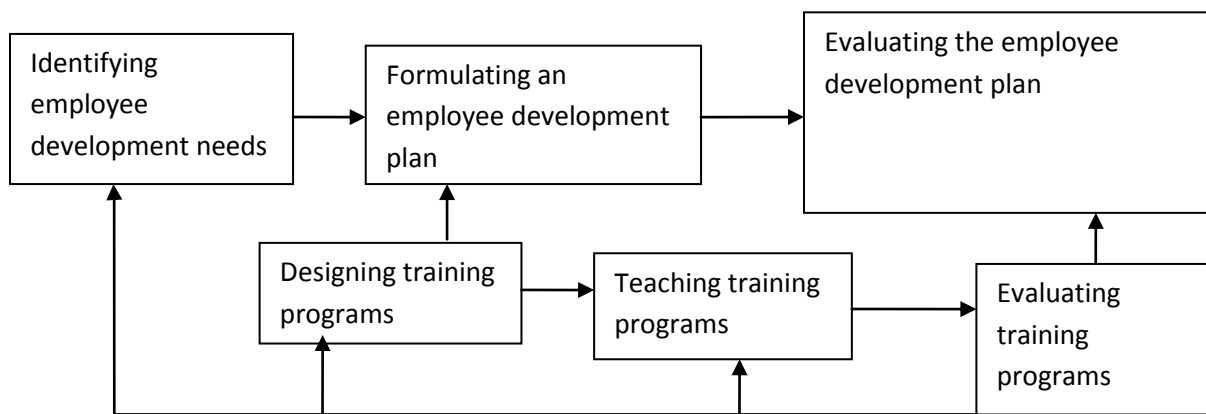 Identifying
employee
development needs
Formulating an
employee development
plan
Evaluating the employee
development plan
Designing training
programs
Teaching training
programs
Evaluating
training
programs